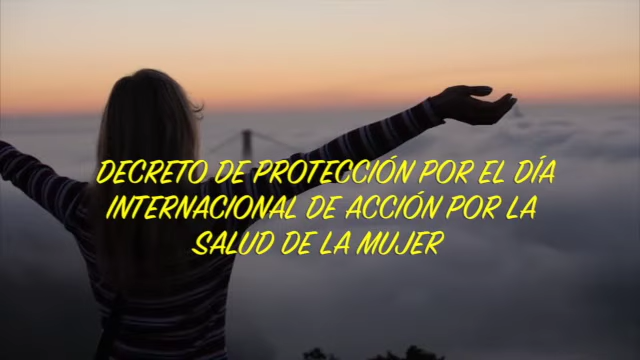 DECRETO DE PROTECCIÓN POR EL DÍA
INTERNACIONAL DE ACCIÓN POR LA
SALUD DE LA MUJER